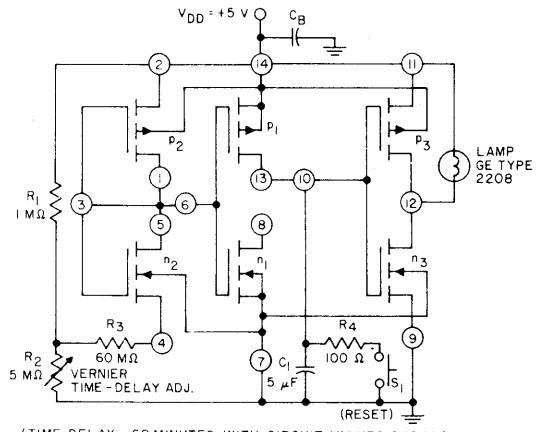 V_DD = +5 V
C_B
2
14
11
p2
p1
p3
LAMP
GE TYPE
2208
R1
1 MΩ
3
1
6
13
10
12
5
8
n2
n1
n3
R3
60 MΩ
4
R2
5 MΩ
VERNIER
TIME-DELAY ADJ.
7
C1
5 µF
R4
100 Ω
S1
9
(RESET)